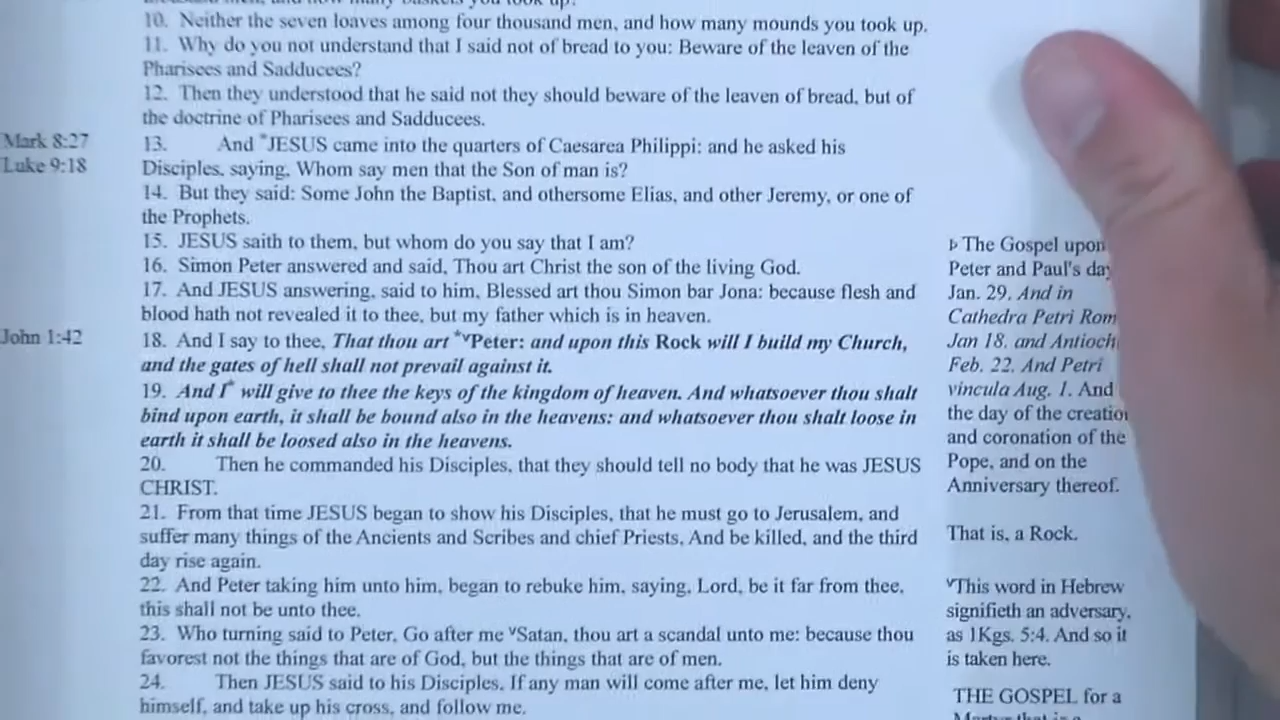 10. Neither the seven loaves among four thousand men, and how many mounds you took up.
11. Why do you not understand that I said not of bread to you: Beware of the leaven of the
Pharisees and Sadducees?
12. Then they understood that he said not they should beware of the leaven of bread, but of
the doctrine of Pharisees and Sadducees.
Mark 8:27
Luke 9:18
13. And *JESUS came into the quarters of Caesarea Philippi: and he asked his
Disciples, saying, Whom say men that the Son of man is?
14. But they said: Some John the Baptist, and othersome Elias, and other Jeremy, or one of
the Prophets.
15. JESUS saith to them, but whom do you say that I am?
16. Simon Peter answered and said, Thou art Christ the son of the living God.
17. And JESUS answering, said to him, Blessed art thou Simon bar Jona: because flesh and
blood hath not revealed it to thee, but my father which is in heaven.
John 1:42
18. And I say to thee, That thou art *ᵛPeter: and upon this Rock will I build my Church,
and the gates of hell shall not prevail against it.
19. And I* will give to thee the keys of the kingdom of heaven. And whatsoever thou shalt
bind upon earth, it shall be bound also in the heavens: and whatsoever thou shalt loose in
earth it shall be loosed also in the heavens.
20. Then he commanded his Disciples, that they should tell no body that he was JESUS
CHRIST.
21. From that time JESUS began to show his Disciples, that he must go to Jerusalem, and
suffer many things of the Ancients and Scribes and chief Priests, And be killed, and the third
day rise again.
22. And Peter taking him unto him, began to rebuke him, saying, Lord, be it far from thee,
this shall not be unto thee.
23. Who turning said to Peter, Go after me ᵛSatan, thou art a scandal unto me: because thou
favorest not the things that are of God, but the things that are of men.
24. Then JESUS said to his Disciples, If any man will come after me, let him deny
himself, and take up his cross, and follow me.
Þ The Gospel upon
Peter and Paul's day
Jan. 29. And in
Cathedra Petri Rom
Jan 18. and Antioch
Feb. 22. And Petri
vincula Aug. 1. And
the day of the creation
and coronation of the
Pope, and on the
Anniversary thereof.
That is, a Rock.
ᵛThis word in Hebrew
signifieth an adversary,
as 1Kgs. 5:4. And so it
is taken here.
THE GOSPEL for a